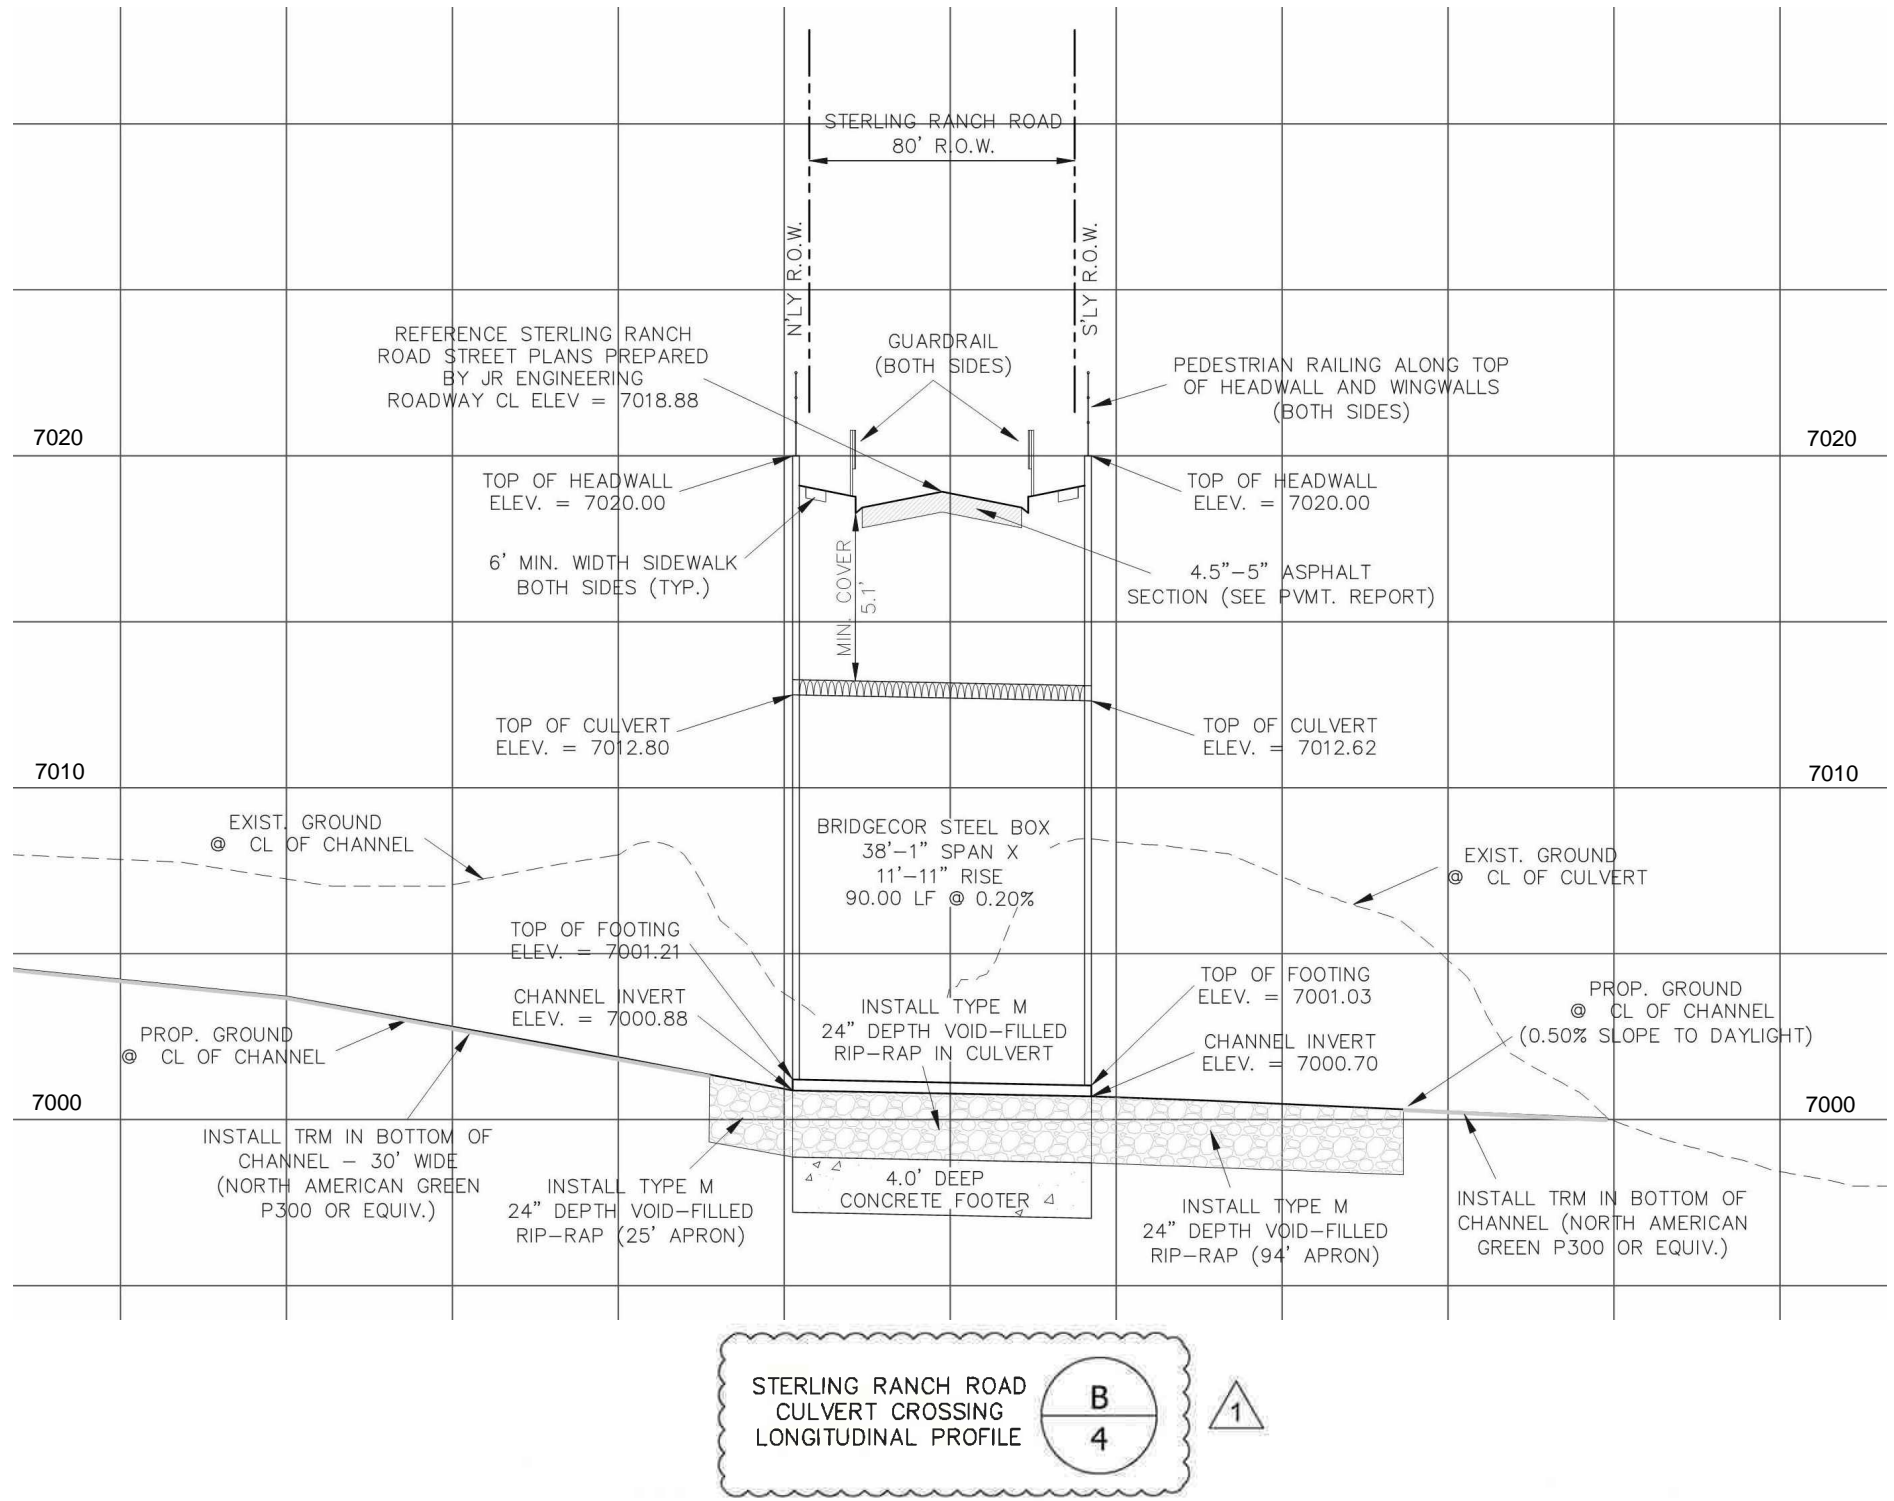 STERLING RANCH ROAD
80' R.O.W.
N'LY R.O.W.
S'LY R.O.W.
REFERENCE STERLING RANCH
ROAD STREET PLANS PREPARED
BY JR ENGINEERING
ROADWAY CL ELEV = 7018.88
GUARDRAIL
(BOTH SIDES)
PEDESTRIAN RAILING ALONG TOP
OF HEADWALL AND WINGWALLS
(BOTH SIDES)
7020
7020
TOP OF HEADWALL
ELEV. = 7020.00
TOP OF HEADWALL
ELEV. = 7020.00
6' MIN. WIDTH SIDEWALK
BOTH SIDES (TYP.)
MIN. COVER
5.1'
4.5"-5" ASPHALT
SECTION (SEE PVMT. REPORT)
TOP OF CULVERT
ELEV. = 7012.80
TOP OF CULVERT
ELEV. = 7012.62
7010
7010
EXIST. GROUND
@ CL OF CHANNEL
BRIDGECOR STEEL BOX
38'-1" SPAN X
11'-11" RISE
90.00 LF @ 0.20%
EXIST. GROUND
@ CL OF CULVERT
TOP OF FOOTING
ELEV. = 7001.21
CHANNEL INVERT
ELEV. = 7000.88
INSTALL TYPE M
24" DEPTH VOID-FILLED
RIP-RAP IN CULVERT
TOP OF FOOTING
ELEV. = 7001.03
CHANNEL INVERT
ELEV. = 7000.70
PROP. GROUND
@ CL OF CHANNEL
(0.50% SLOPE TO DAYLIGHT)
PROP. GROUND
@ CL OF CHANNEL
7000
7000
INSTALL TRM IN BOTTOM OF
CHANNEL - 30' WIDE
(NORTH AMERICAN GREEN
P300 OR EQUIV.)
INSTALL TYPE M
24" DEPTH VOID-FILLED
RIP-RAP (25' APRON)
4.0' DEEP
CONCRETE FOOTER
INSTALL TYPE M
24" DEPTH VOID-FILLED
RIP-RAP (94' APRON)
INSTALL TRM IN BOTTOM OF
CHANNEL (NORTH AMERICAN
GREEN P300 OR EQUIV.)
STERLING RANCH ROAD
CULVERT CROSSING
LONGITUDINAL PROFILE
B
4
1